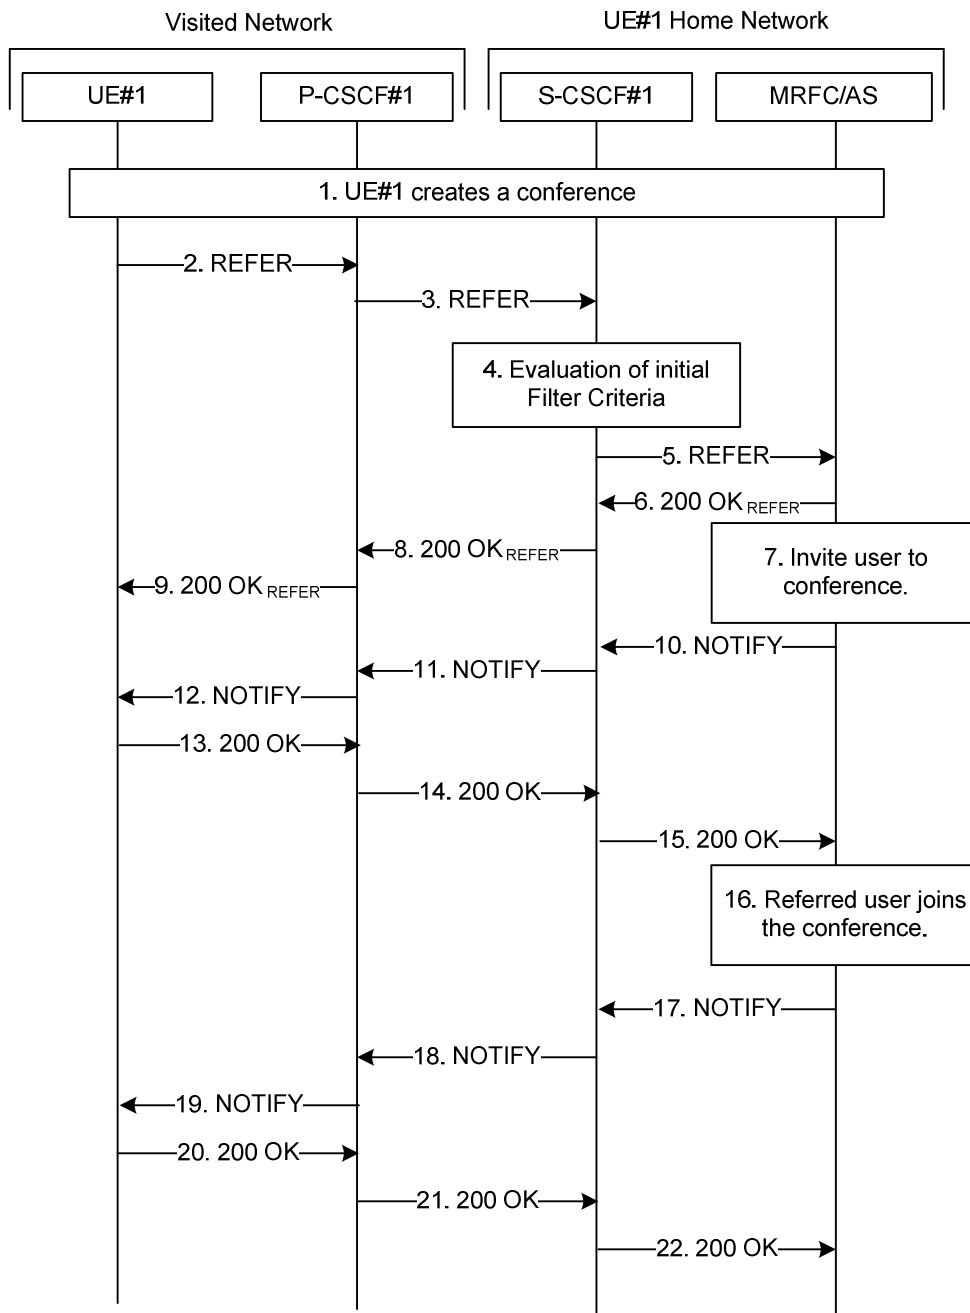 Visited Network
UE#1 Home Network
UE#1
P-CSCF#1
S-CSCF#1
MRFC/AS
1. UE#1 creates a conference
2. REFER
3. REFER
4. Evaluation of initial
Filter Criteria
5. REFER
6. 200 OK REFER
7. Invite user to
conference.
8. 200 OK REFER
9. 200 OK REFER
10. NOTIFY
11. NOTIFY
12. NOTIFY
13. 200 OK
14. 200 OK
15. 200 OK
16. Referred user joins
the conference.
17. NOTIFY
18. NOTIFY
19. NOTIFY
20. 200 OK
21. 200 OK
22. 200 OK